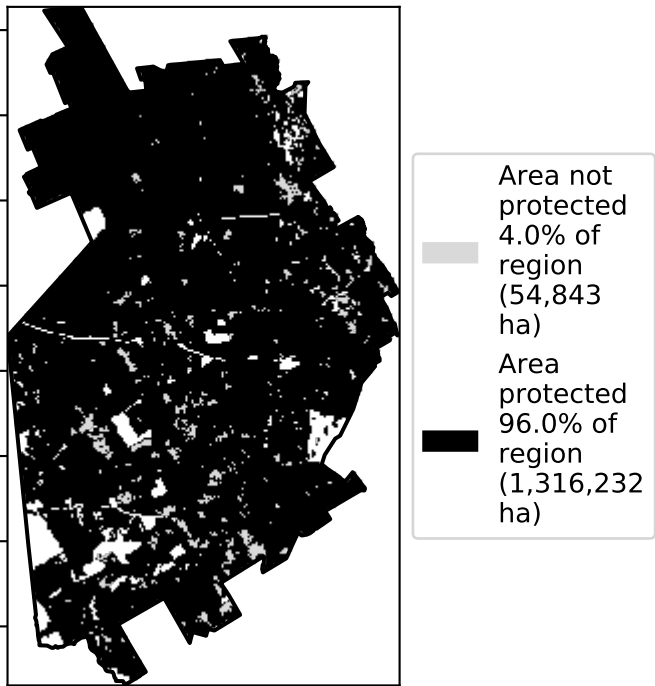 Area not
protected
4.0% of
region
(54,843
ha)
Area
protected
96.0% of
region
(1,316,232
ha)